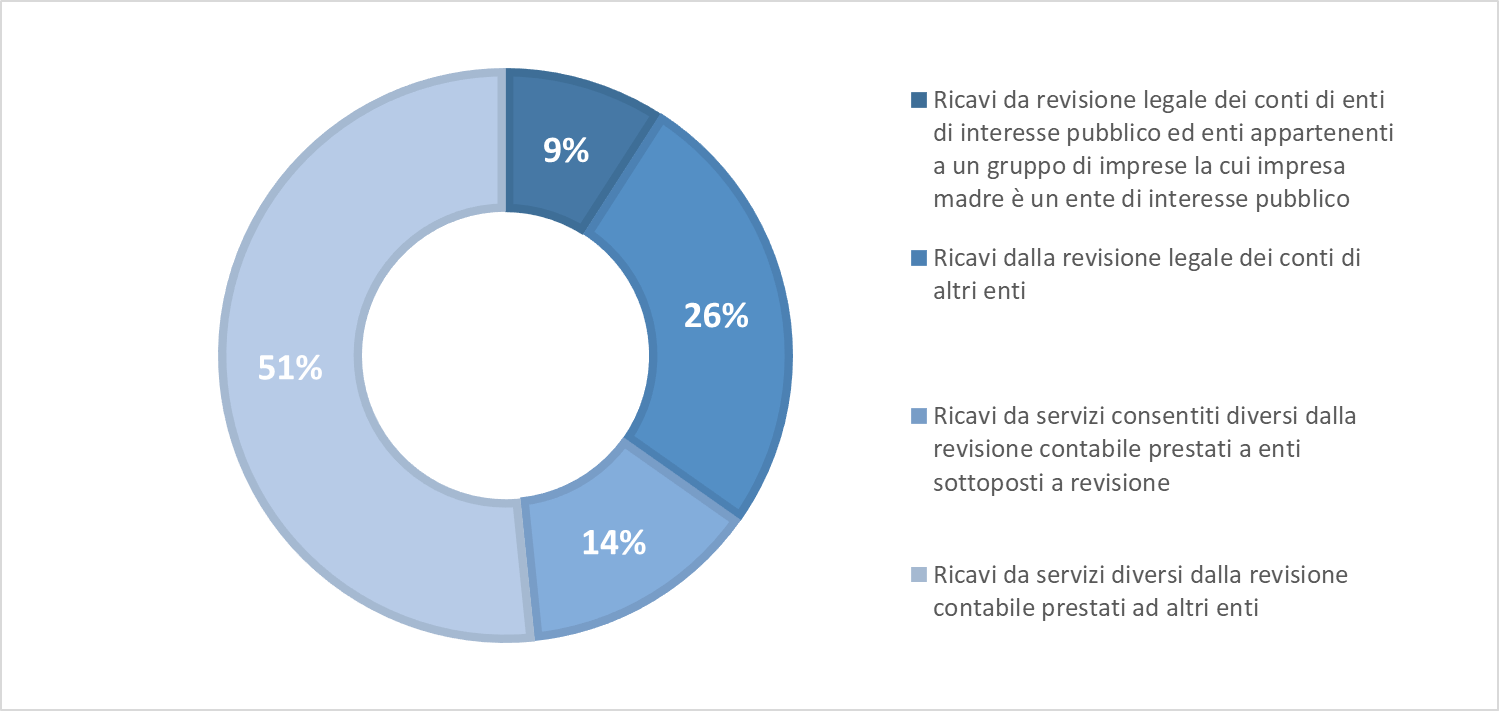 9%
26%
51%
14%
Ricavi da revisione legale dei conti di enti
di interesse pubblico ed enti appartenenti
a un gruppo di imprese la cui impresa
madre è un ente di interesse pubblico
Ricavi dalla revisione legale dei conti di
altri enti
Ricavi da servizi consentiti diversi dalla
revisione contabile prestati a enti
sottoposti a revisione
Ricavi da servizi diversi dalla revisione
contabile prestati ad altri enti